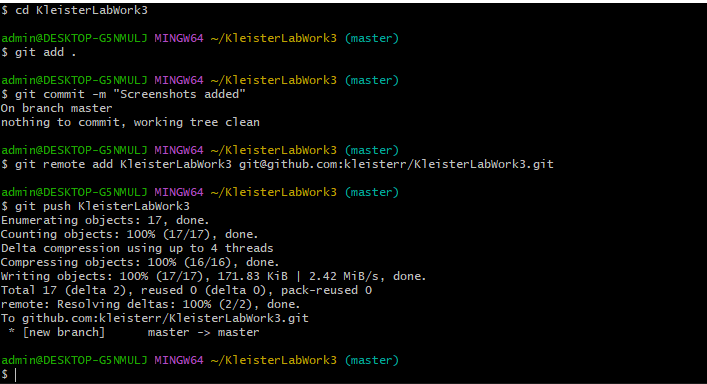 $ cd KleisterLabWork3
admin@DESKTOP-G5NMULJ MINGW64 ~/KleisterLabWork3 (master)
$ git add .
admin@DESKTOP-G5NMULJ MINGW64 ~/KleisterLabWork3 (master)
$ git commit -m "Screenshots added"
On branch master
nothing to commit, working tree clean
admin@DESKTOP-G5NMULJ MINGW64 ~/KleisterLabWork3 (master)
$ git remote add KleisterLabWork3 git@github.com:kleisterr/KleisterLabWork3.git
admin@DESKTOP-G5NMULJ MINGW64 ~/KleisterLabWork3 (master)
$ git push KleisterLabWork3
Enumerating objects: 17, done.
Counting objects: 100% (17/17), done.
Delta compression using up to 4 threads
Compressing objects: 100% (16/16), done.
Writing objects: 100% (17/17), 171.83 KiB | 2.42 MiB/s, done.
Total 17 (delta 2), reused 0 (delta 0), pack-reused 0
remote: Resolving deltas: 100% (2/2), done.
To github.com:kleisterr/KleisterLabWork3.git
 * [new branch]      master -> master
admin@DESKTOP-G5NMULJ MINGW64 ~/KleisterLabWork3 (master)
$